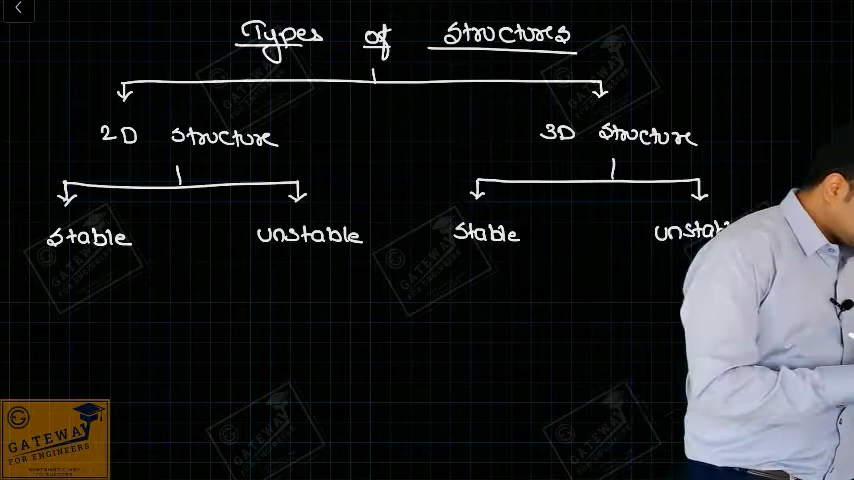 Types of structures
2D structure 3D structure
stable unstable stable
GATEWAY
FOR ENGINEERS